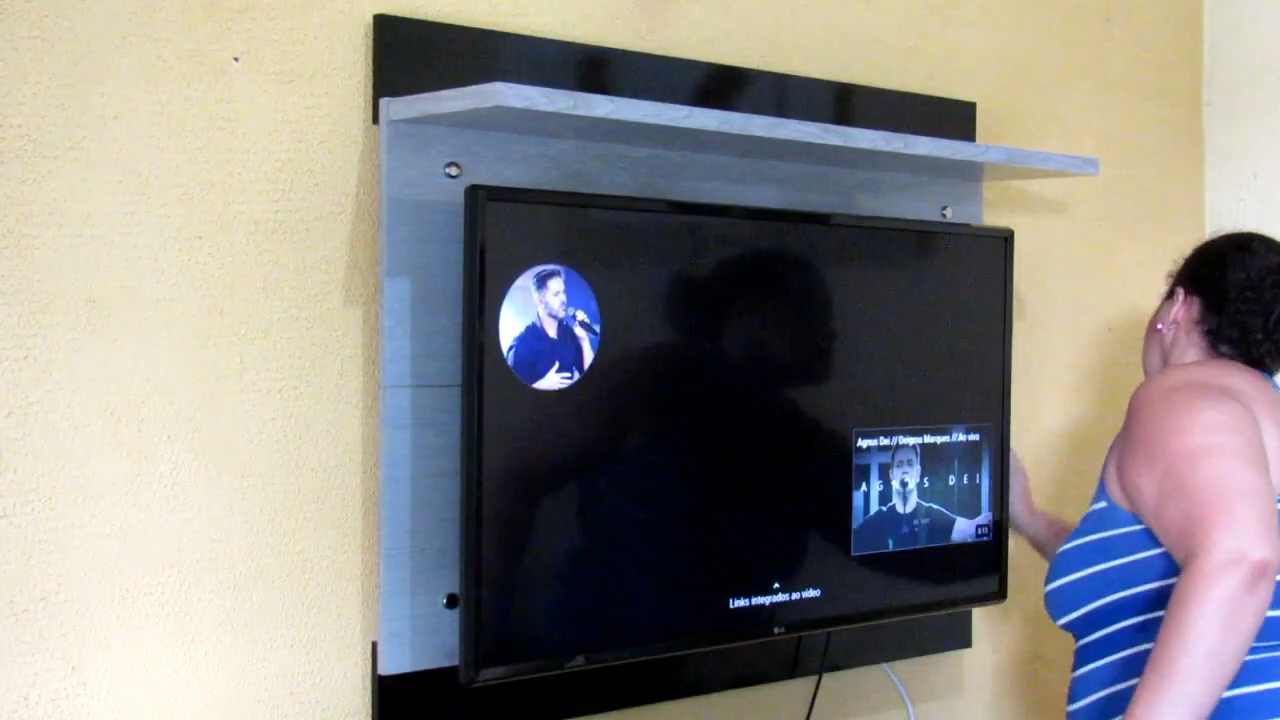 Agnus Dei // Deigma Marques // Ao vivo
AGNUS DEI
Links integrados ao vídeo
LG